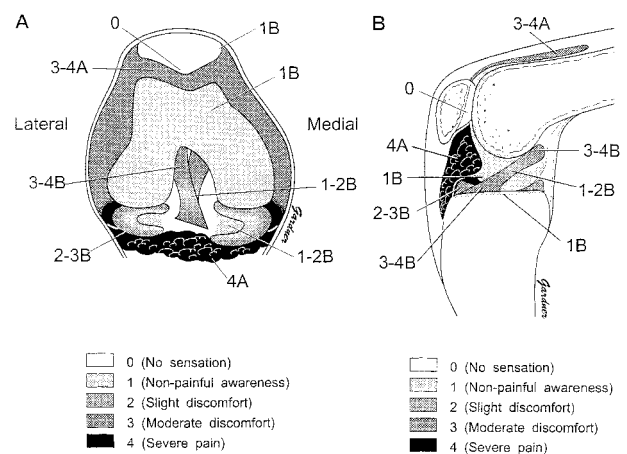 A
0
1B
3-4A
1B
Lateral
Medial
3-4B
1-2B
2-3B
1-2B
4A
Gardner
0 (No sensation)
1 (Non-painful awareness)
2 (Slight discomfort)
3 (Moderate discomfort)
4 (Severe pain)
B
3-4A
0
4A
3-4B
1B
1-2B
2-3B
1B
3-4B
Gardner
0 (No sensation)
1 (Non-painful awareness)
2 (Slight discomfort)
3 (Moderate discomfort)
4 (Severe pain)